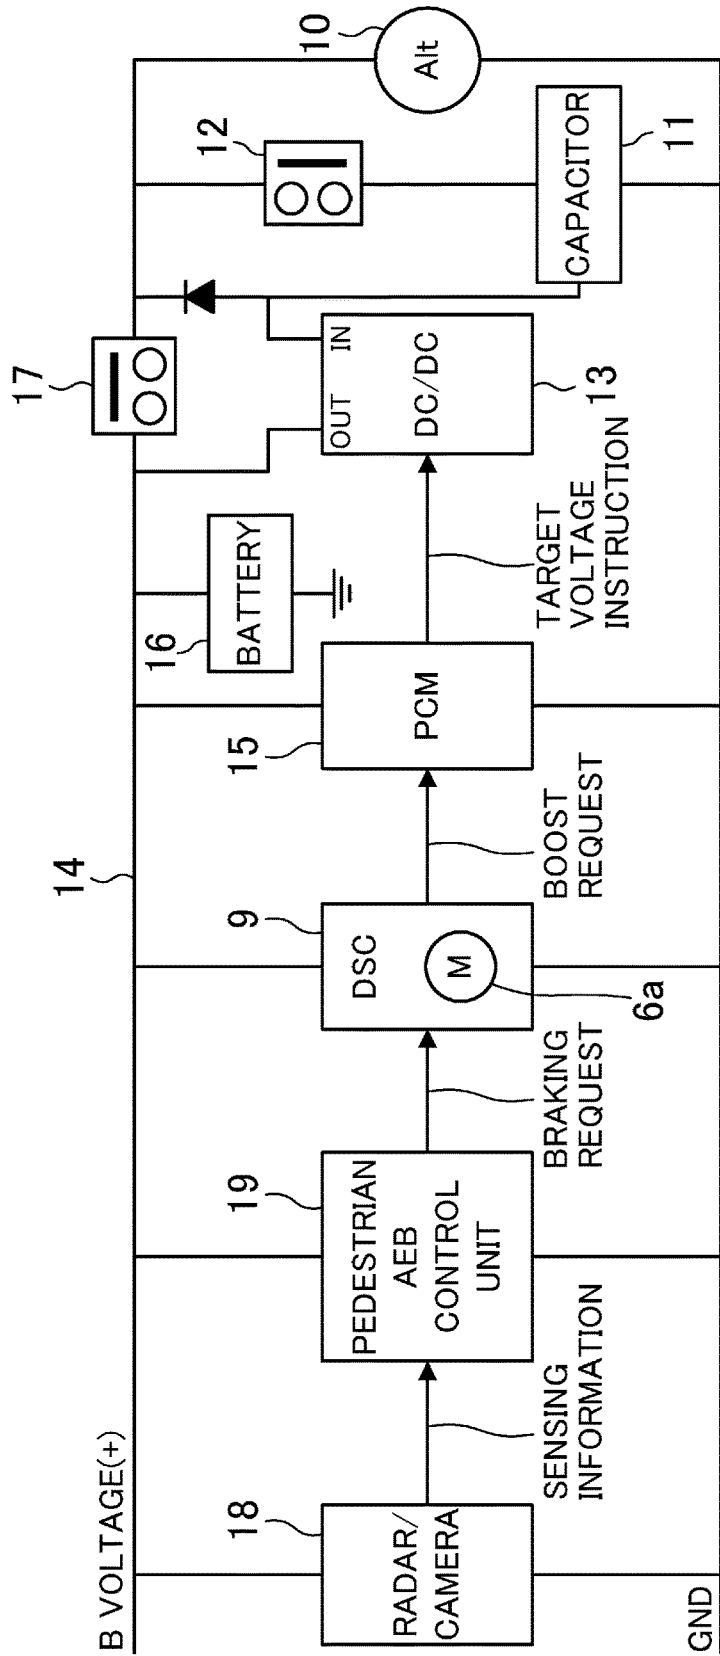 B VOLTAGE(+)
14
17
12
10
Alt
18
RADAR/
CAMERA
SENSING
INFORMATION
19
PEDESTRIAN
AEB
CONTROL
UNIT
BRAKING
REQUEST
9
DSC
M
6a
BOOST
REQUEST
15
PCM
16
BATTERY
TARGET
VOLTAGE
INSTRUCTION
OUT
IN
DC/DC
13
CAPACITOR
11
GND